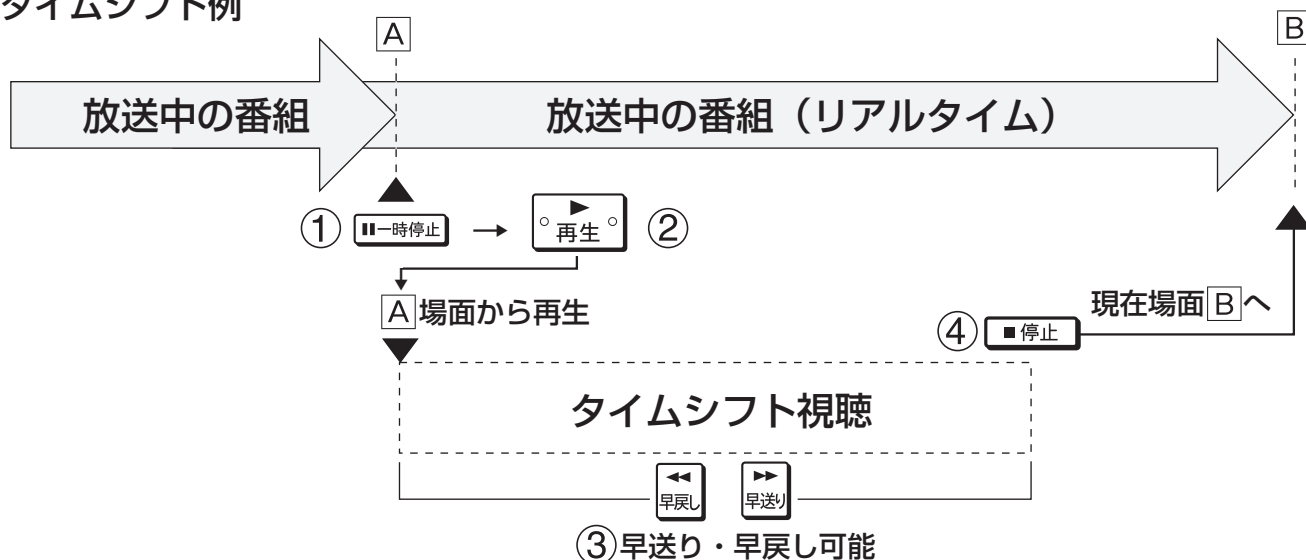 タイムシフト例
A
B
放送中の番組
放送中の番組（リアルタイム）
① 一時停止 → 再生 ②
A 場面から再生
現在場面 B へ
④ ■停止
タイムシフト視聴
早戻し 早送り
③早送り・早戻し可能